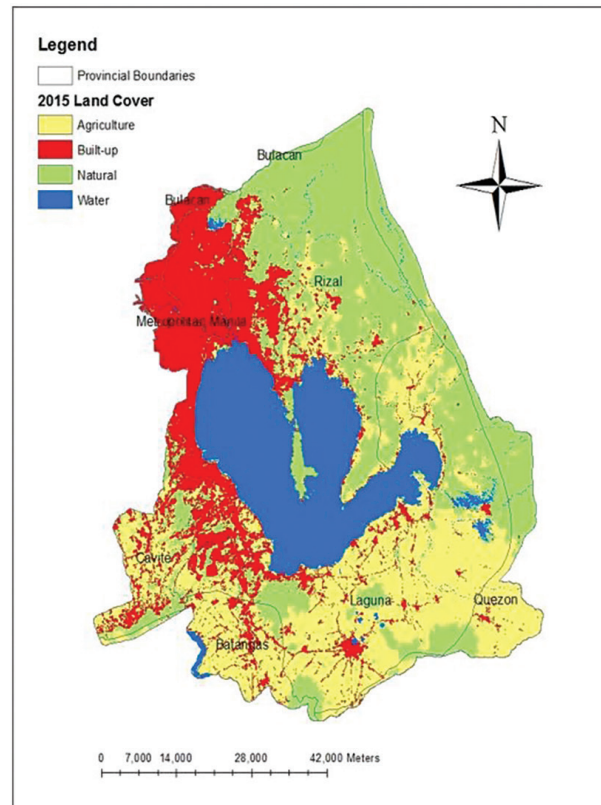 Legend
Provincial Boundaries
2015 Land Cover
Agriculture
Built-up
Natural
Water
N
Bulacan
Bulacan
Rizal
Metropolitan Manila
Cavite
Laguna
Quezon
Batangas
0 7,000 14,000 28,000 42,000 Meters